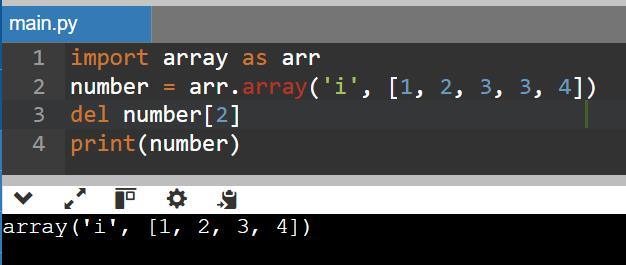 main.py
1 import array as arr
2 number = arr.array('i', [1, 2, 3, 3, 4])
3 del number[2]
4 print(number)
array('i', [1, 2, 3, 4])